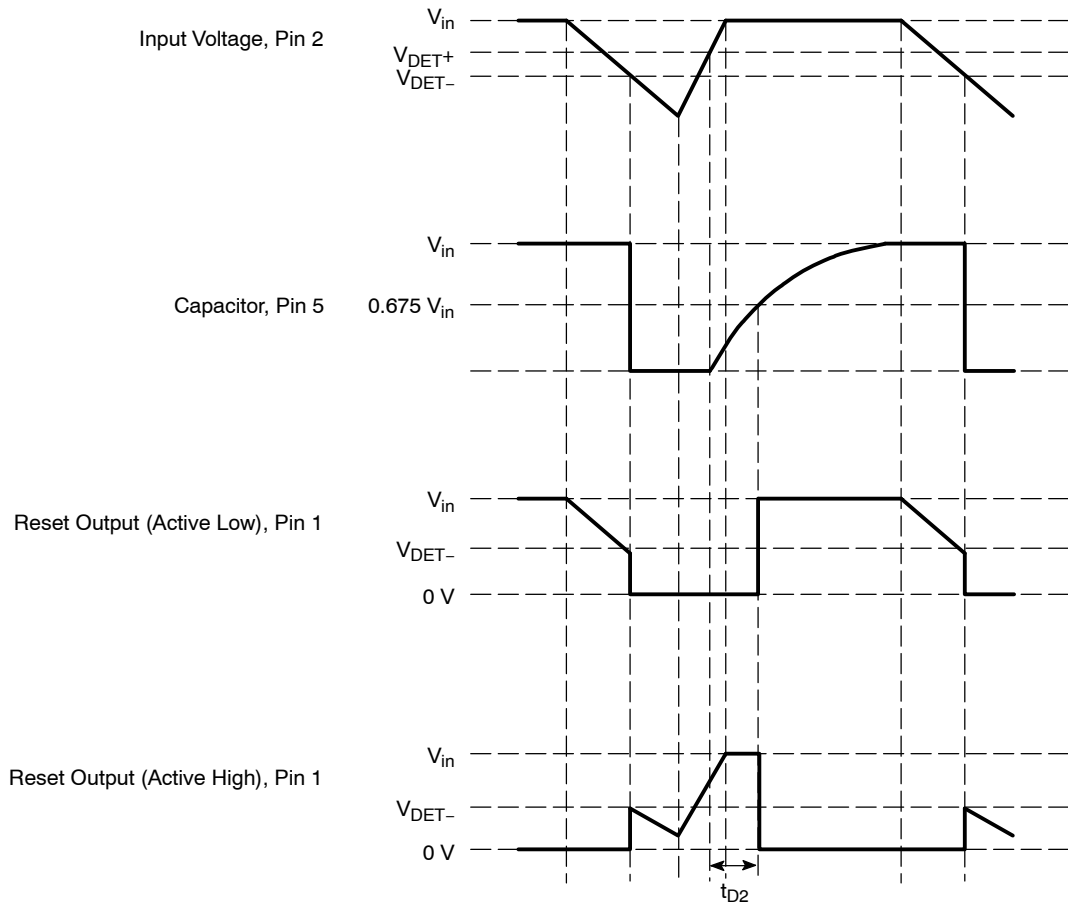 V_in
Input Voltage, Pin 2
V_DET+
V_DET−
V_in
Capacitor, Pin 5 0.675 V_in
V_in
Reset Output (Active Low), Pin 1
V_DET−
0 V
V_in
Reset Output (Active High), Pin 1
V_DET−
0 V
t_D2